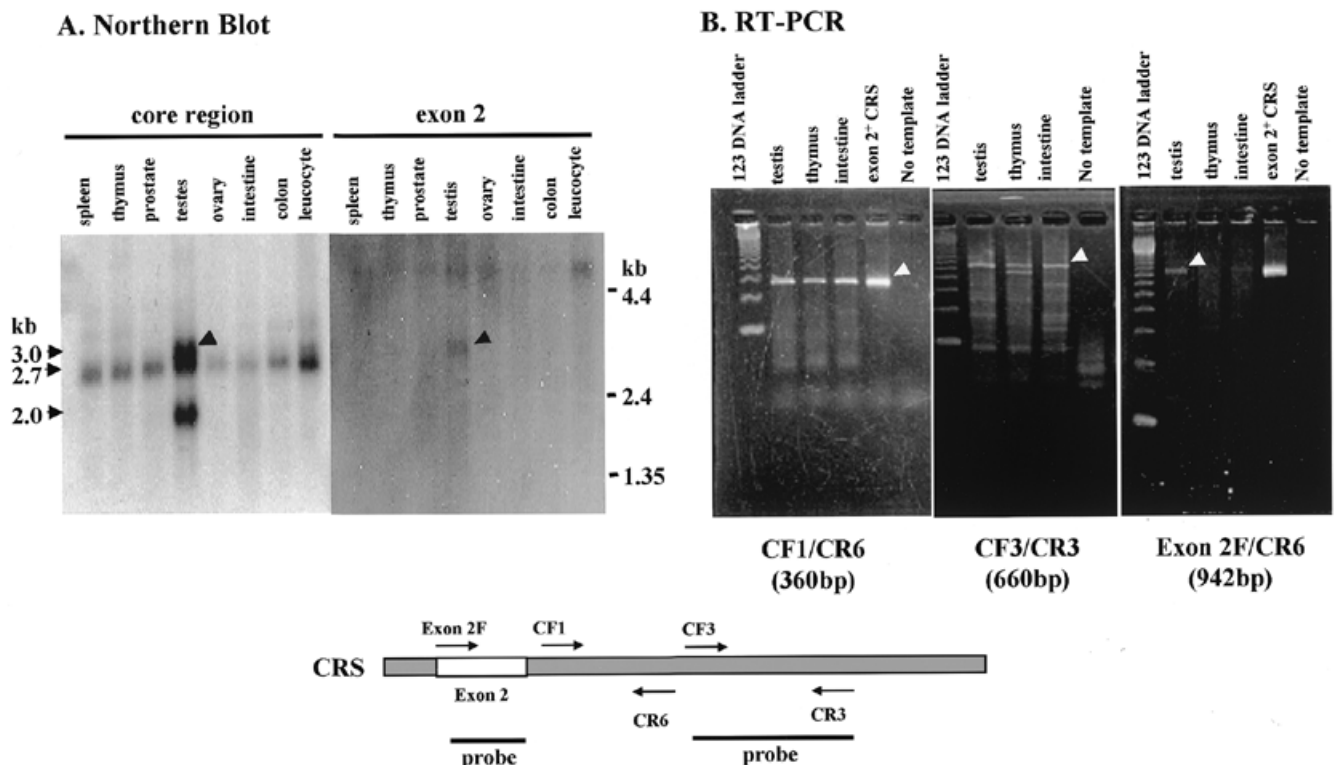 A. Northern Blot
core region
exon 2
spleen
thymus
prostate
testes
ovary
intestine
colon
leucocyte
spleen
thymus
prostate
testis
ovary
intestine
colon
leucocyte
kb
3.0
2.7
2.0
kb
4.4
2.4
1.35
B. RT-PCR
123 DNA ladder
testis
thymus
intestine
exon 2+ CRS
No template
123 DNA ladder
testis
thymus
intestine
No template
123 DNA ladder
testis
thymus
intestine
exon 2+ CRS
No template
CF1/CR6
(360bp)
CF3/CR3
(660bp)
Exon 2F/CR6
(942bp)
Exon 2F
CF1
CF3
CRS
Exon 2
CR6
CR3
probe
probe